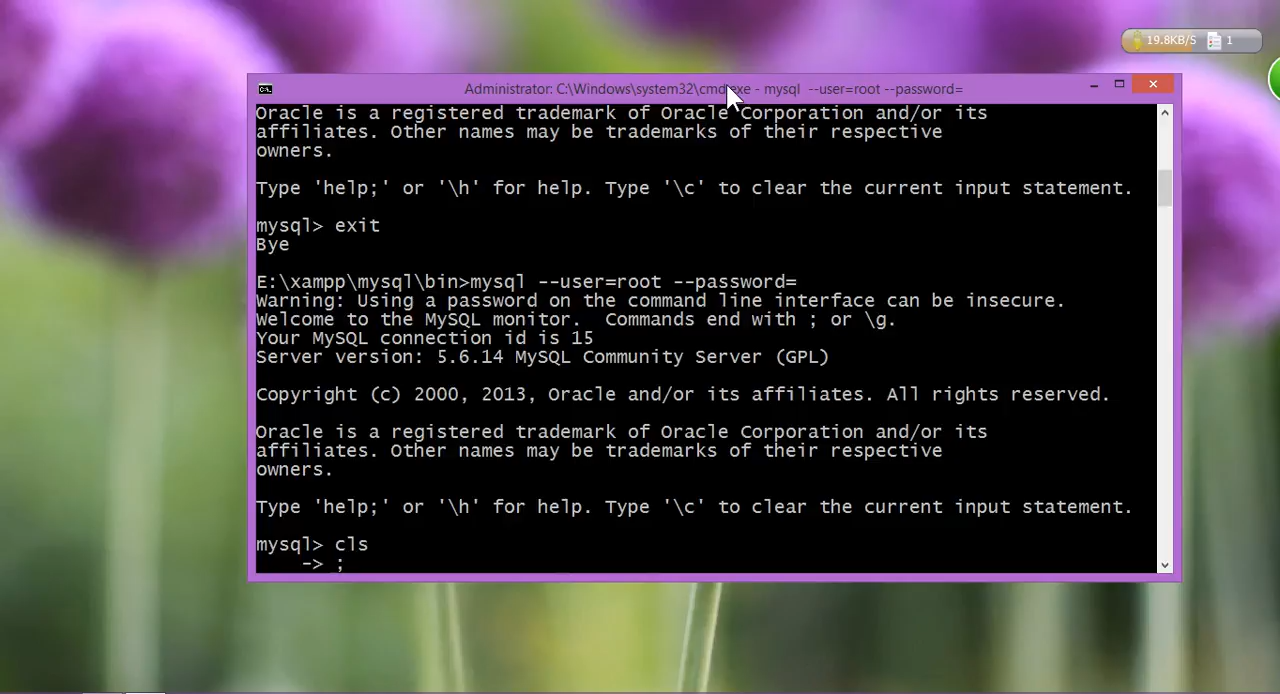 19.8KB/S 1
Administrator: C:\Windows\system32\cmd.exe - mysql --user=root --password=
Oracle is a registered trademark of Oracle Corporation and/or its
affiliates. Other names may be trademarks of their respective
owners.
Type 'help;' or '\h' for help. Type '\c' to clear the current input statement.
mysql> exit
Bye
E:\xampp\mysql\bin>mysql --user=root --password=
Warning: Using a password on the command line interface can be insecure.
Welcome to the MySQL monitor.  Commands end with ; or \g.
Your MySQL connection id is 15
Server version: 5.6.14 MySQL Community Server (GPL)
Copyright (c) 2000, 2013, Oracle and/or its affiliates. All rights reserved.
Oracle is a registered trademark of Oracle Corporation and/or its
affiliates. Other names may be trademarks of their respective
owners.
Type 'help;' or '\h' for help. Type '\c' to clear the current input statement.
mysql> cls
    -> ;